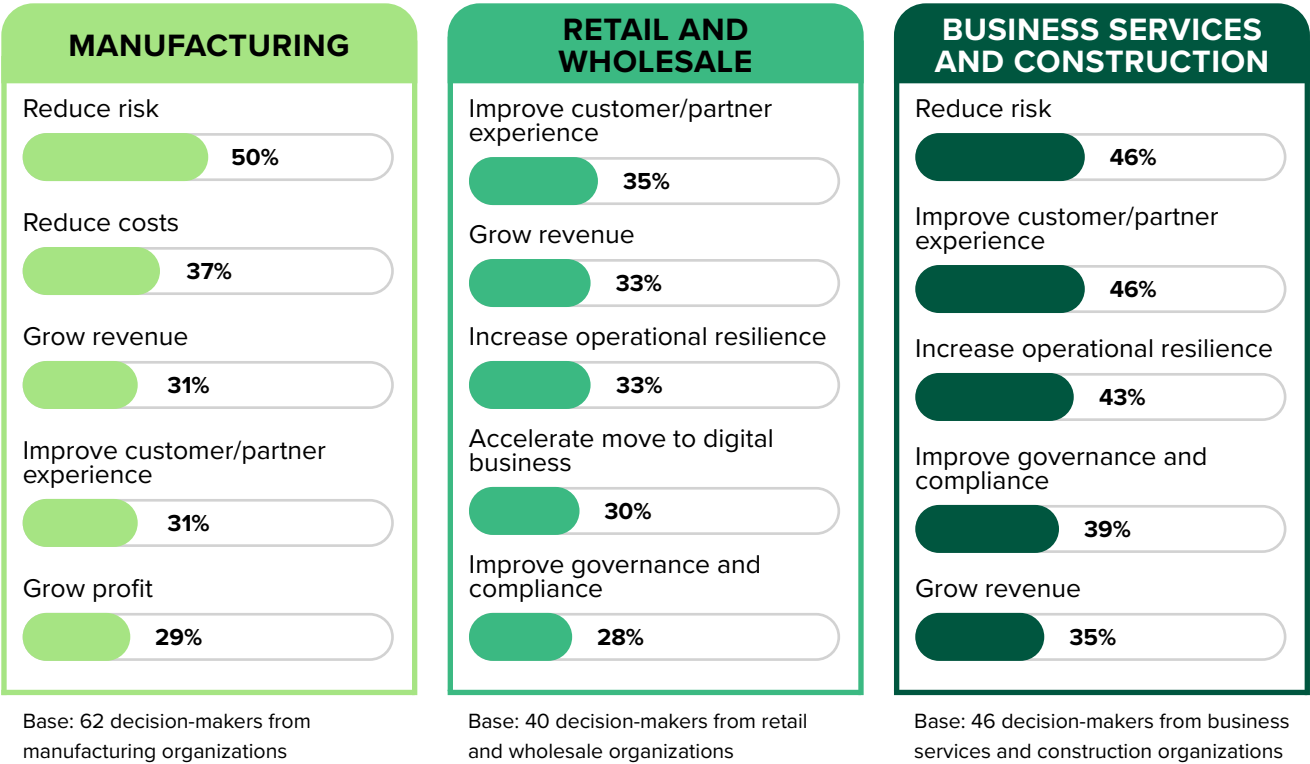 MANUFACTURING
Reduce risk
50%
Reduce costs
37%
Grow revenue
31%
Improve customer/partner
experience
31%
Grow profit
29%
Base: 62 decision-makers from
manufacturing organizations
RETAIL AND
WHOLESALE
Improve customer/partner
experience
35%
Grow revenue
33%
Increase operational resilience
33%
Accelerate move to digital
business
30%
Improve governance and
compliance
28%
Base: 40 decision-makers from retail
and wholesale organizations
BUSINESS SERVICES
AND CONSTRUCTION
Reduce risk
46%
Improve customer/partner
experience
46%
Increase operational resilience
43%
Improve governance and
compliance
39%
Grow revenue
35%
Base: 46 decision-makers from business
services and construction organizations